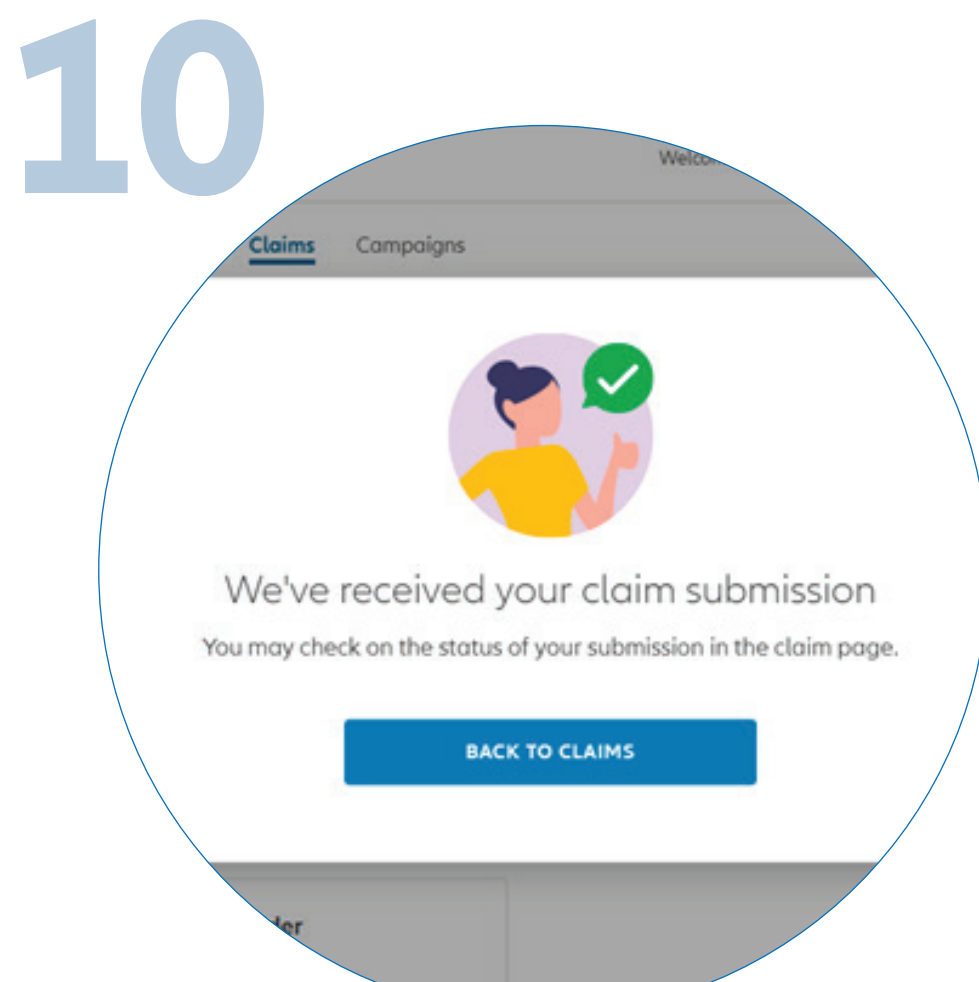 10
Claims Campaigns
We've received your claim submission
You may check on the status of your submission in the claim page.
BACK TO CLAIMS